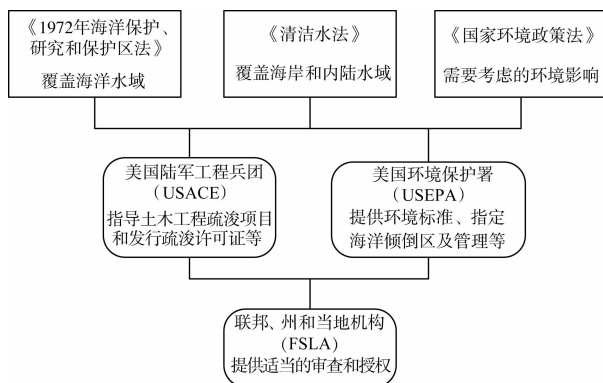 《1972年海洋保护、
研究和保护区法》
覆盖海洋水域
《清洁水法》
覆盖海岸和内陆水域
《国家环境政策法》
需要考虑的环境影响
美国陆军工程兵团
(USACE)
指导土木工程疏浚项目
和发行疏浚许可证等
美国环境保护署
(USEPA)
提供环境标准、指定
海洋倾倒区及管理等
联邦、州和当地机构
(FSLA)
提供适当的审查和授权